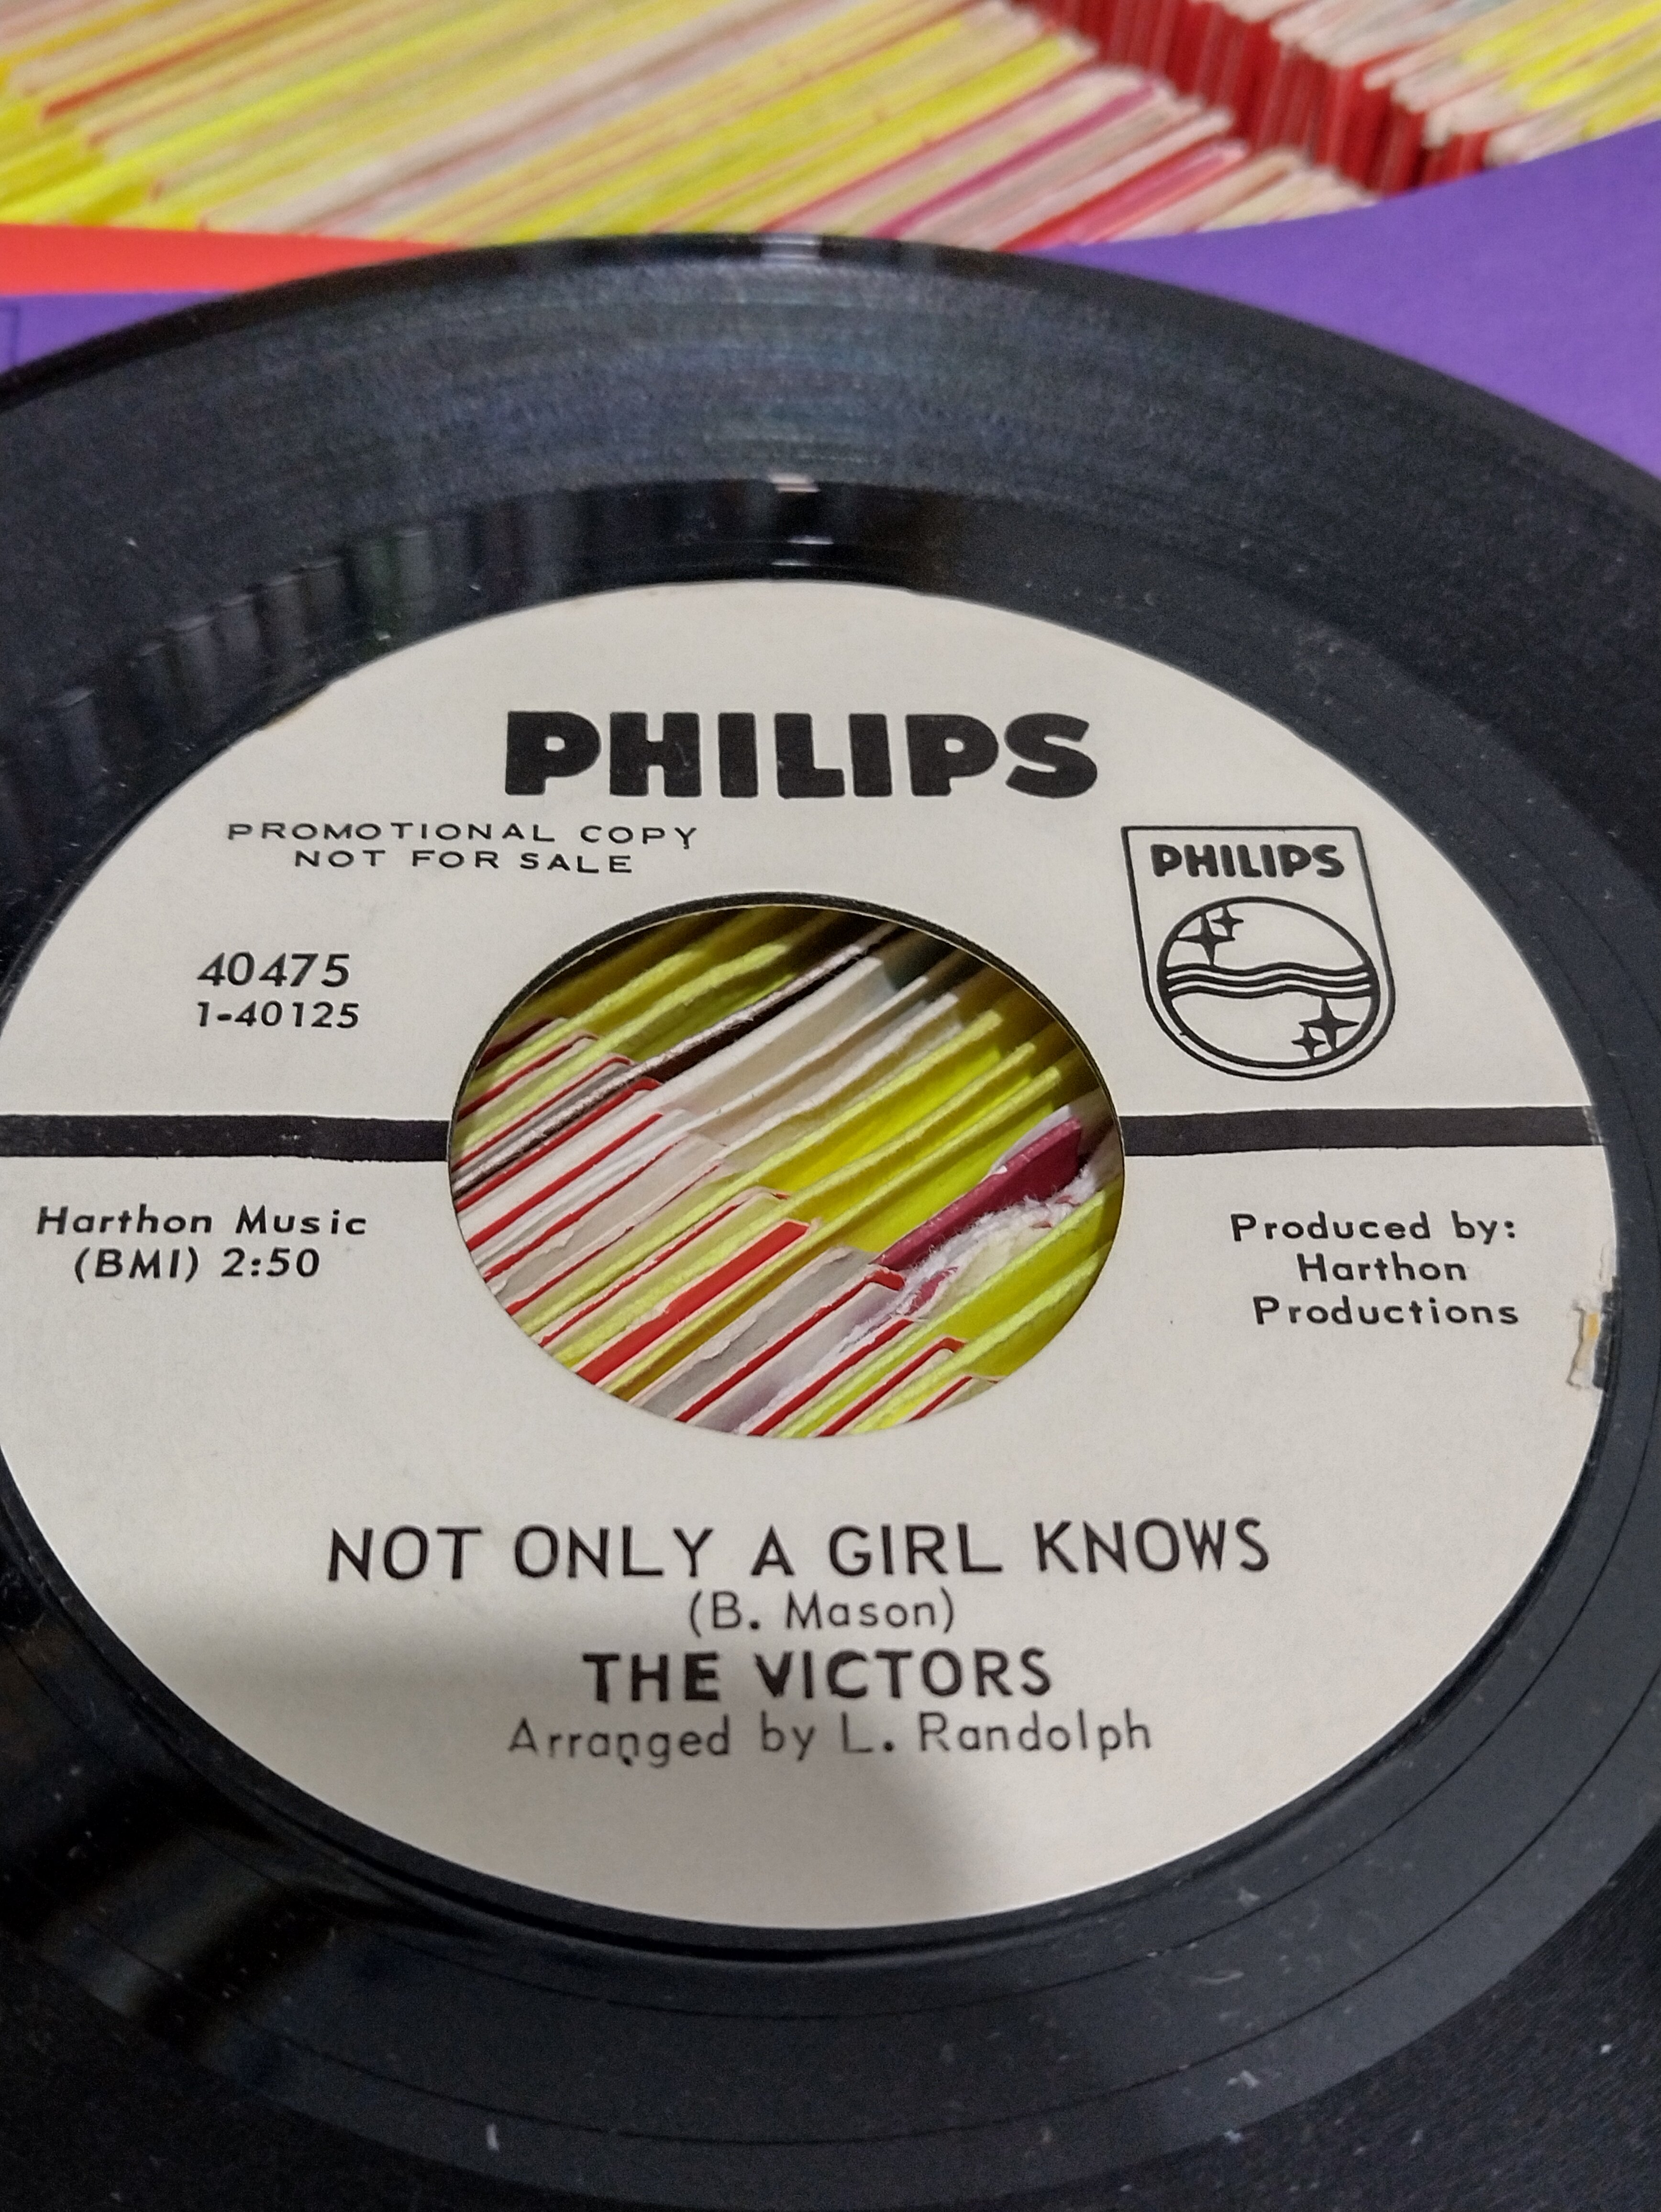 PHILIPS
PROMOTIONAL COPY
NOT FOR SALE
PHILIPS
40475
1-40125
Harthon Music
(BMI) 2:50
Produced by:
Harthon
Productions
NOT ONLY A GIRL KNOWS
(B. Mason)
THE VICTORS
Arranged by L. Randolph